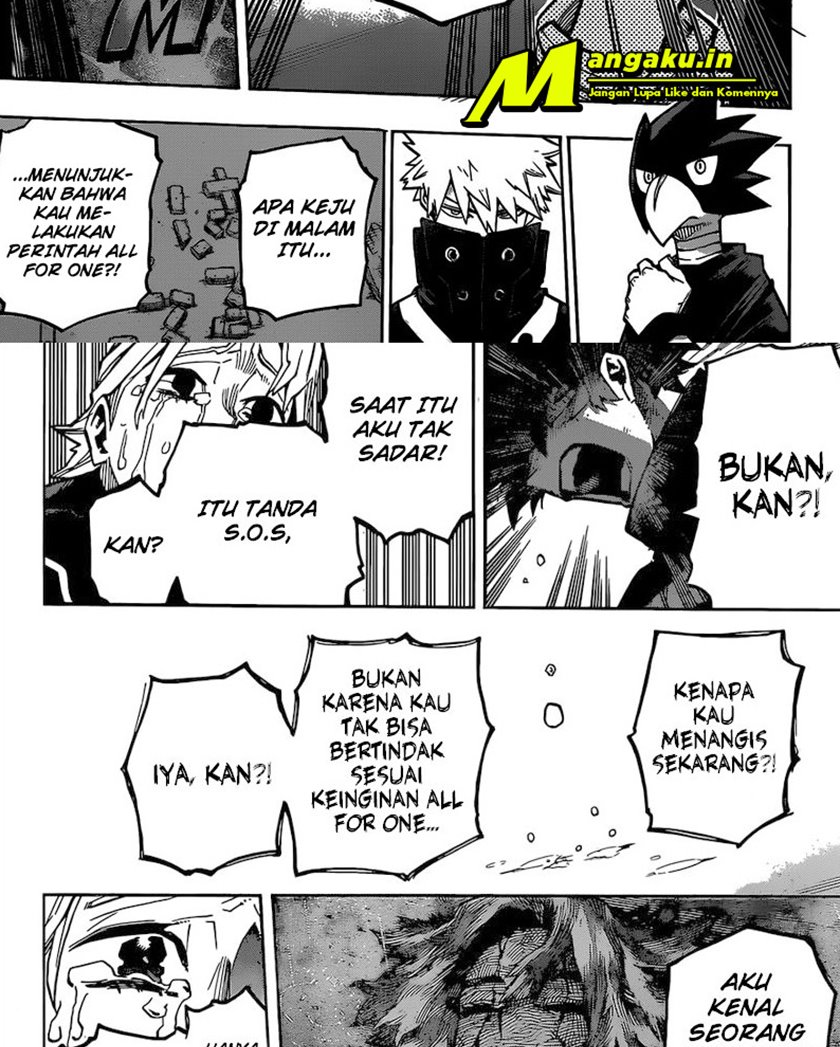 M
Mangaku.in
Jangan Lupa Like dan Komennya
APA KEJU
DI MALAM
ITU...
...MENUNJUK-
KAN BAHWA
KAU ME-
LAKUKAN
PERINTAH ALL
FOR ONE?!
BUKAN,
KAN?!
SAAT ITU
AKU TAK
SADAR!
ITU TANDA
S.O.S,
KAN?
KENAPA
KAU
MENANGIS
SEKARANG?!
BUKAN
KARENA KAU
TAK BISA
BERTINDAK
SESUAI
KEINGINAN ALL
FOR ONE...
IYA, KAN?!
AKU
KENAL
SEORANG